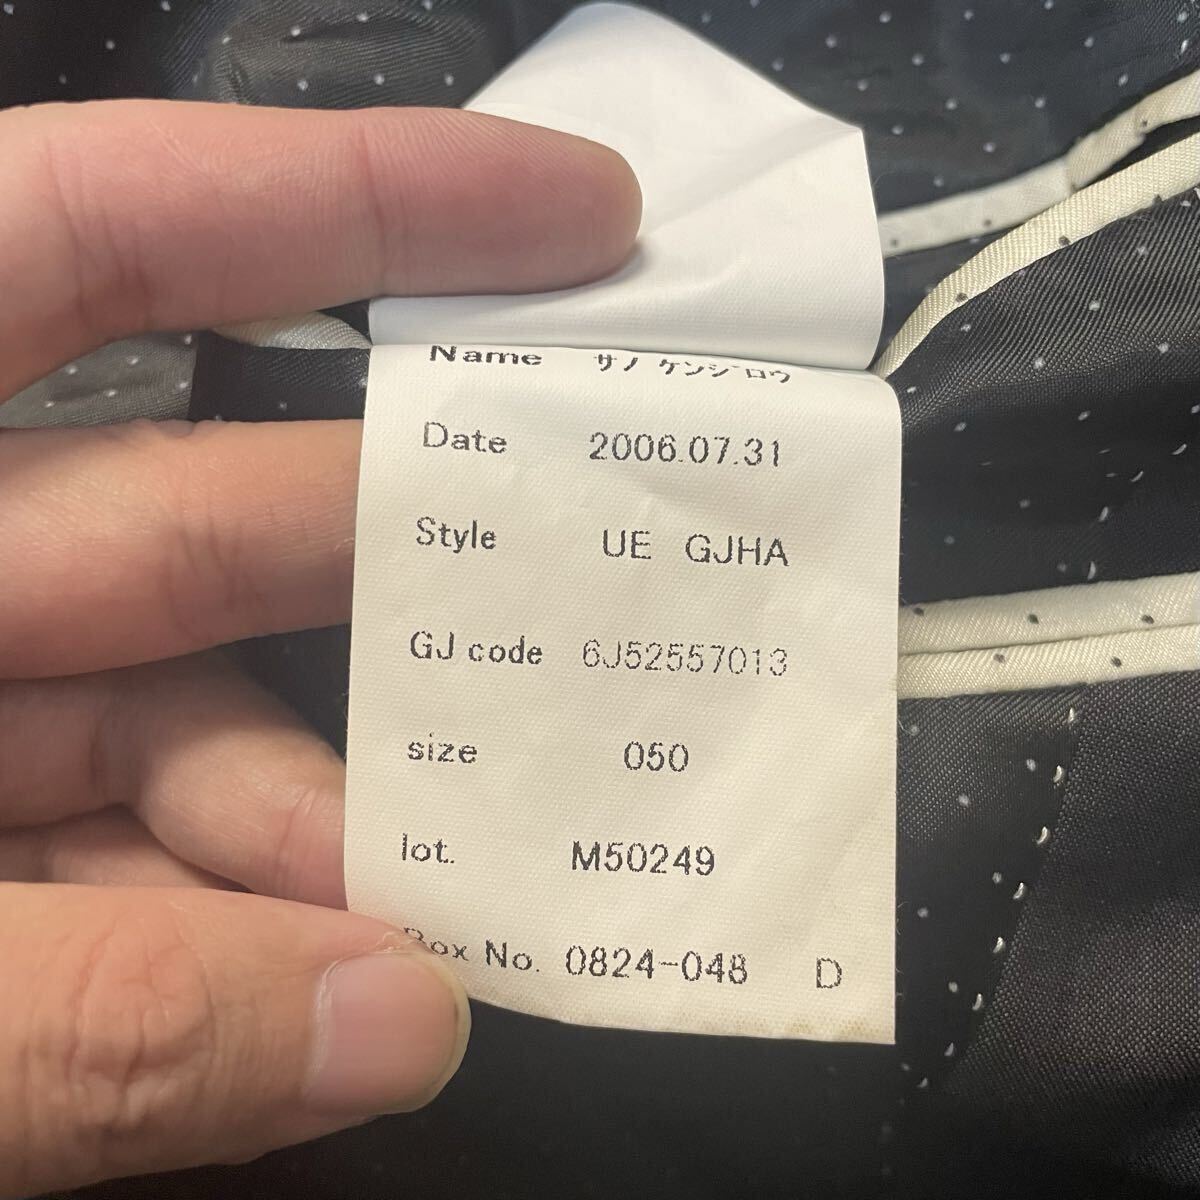 Name サノ ケンジロウ
Date 2006.07.31
Style UE GJHA
GJ code 6J52557013
size 050
lot. M50249
Box No. 0824-048 D